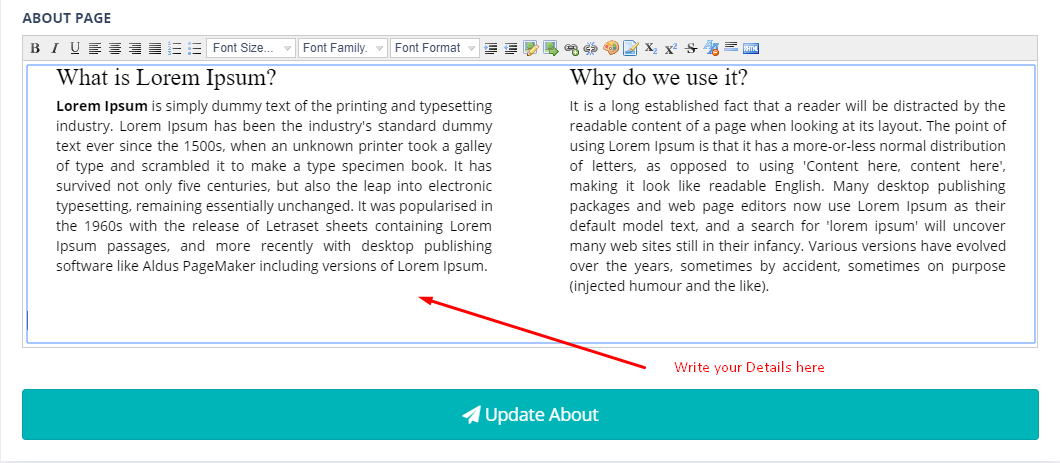 ABOUT PAGE
B I U Font Size... Font Family. Font Format X₂ X² S
What is Lorem Ipsum?
Lorem Ipsum is simply dummy text of the printing and typesetting
industry. Lorem Ipsum has been the industry's standard dummy
text ever since the 1500s, when an unknown printer took a galley
of type and scrambled it to make a type specimen book. It has
survived not only five centuries, but also the leap into electronic
typesetting, remaining essentially unchanged. It was popularised in
the 1960s with the release of Letraset sheets containing Lorem
Ipsum passages, and more recently with desktop publishing
software like Aldus PageMaker including versions of Lorem Ipsum.
Why do we use it?
It is a long established fact that a reader will be distracted by the
readable content of a page when looking at its layout. The point of
using Lorem Ipsum is that it has a more-or-less normal distribution
of letters, as opposed to using 'Content here, content here',
making it look like readable English. Many desktop publishing
packages and web page editors now use Lorem Ipsum as their
default model text, and a search for 'lorem ipsum' will uncover
many web sites still in their infancy. Various versions have evolved
over the years, sometimes by accident, sometimes on purpose
(injected humour and the like).
Write your Details here
Update About